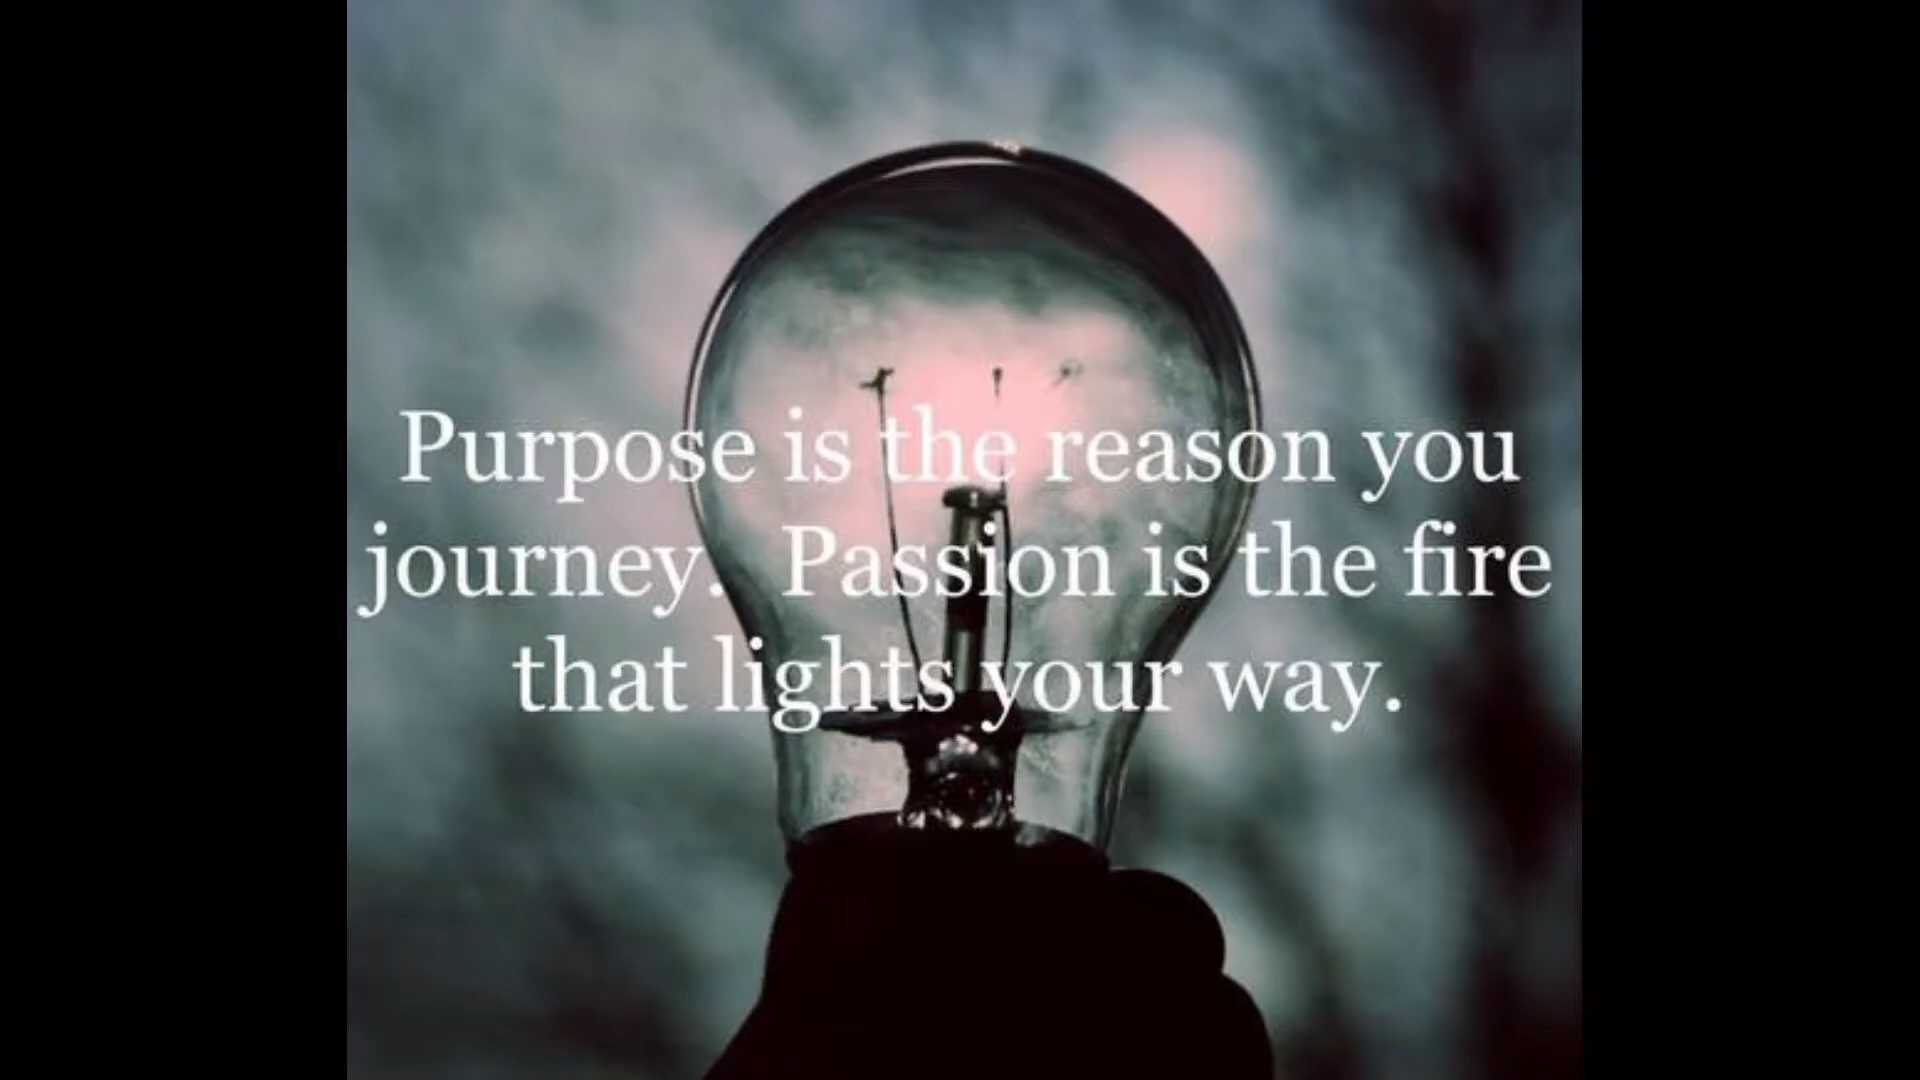 Purpose is the reason you
journey.  Passion is the fire
that lights your way.